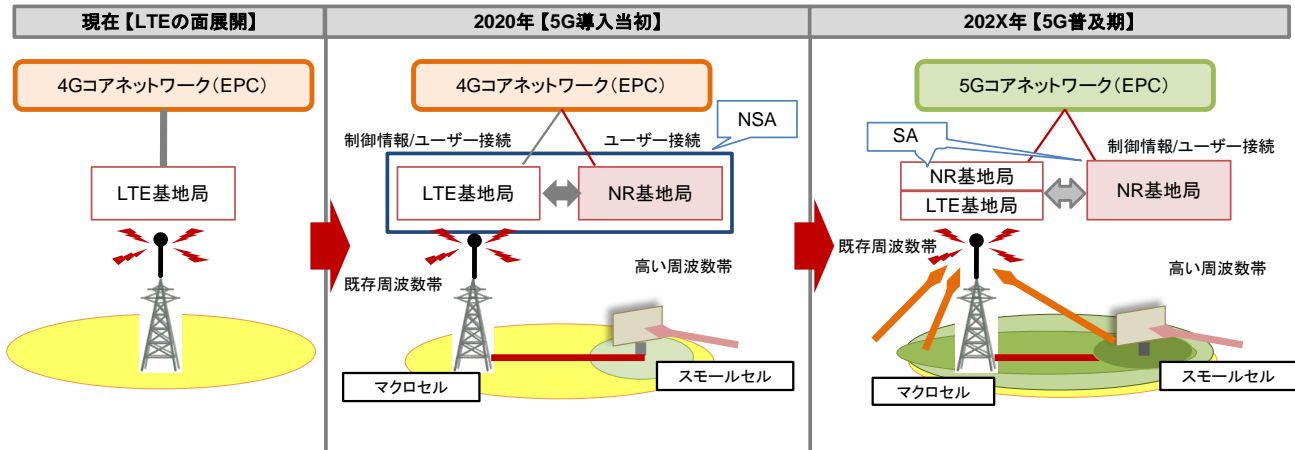 現在【LTEの面展開】
4Gコアネットワーク（EPC）
LTE基地局
2020年【5G導入当初】
4Gコアネットワーク（EPC）
NSA
制御情報/ユーザー接続
ユーザー接続
LTE基地局
NR基地局
既存周波数帯
高い周波数帯
マクロセル
スモールセル
202X年【5G普及期】
5Gコアネットワーク（EPC）
SA
制御情報/ユーザー接続
NR基地局
LTE基地局
NR基地局
既存周波数帯
高い周波数帯
マクロセル
スモールセル